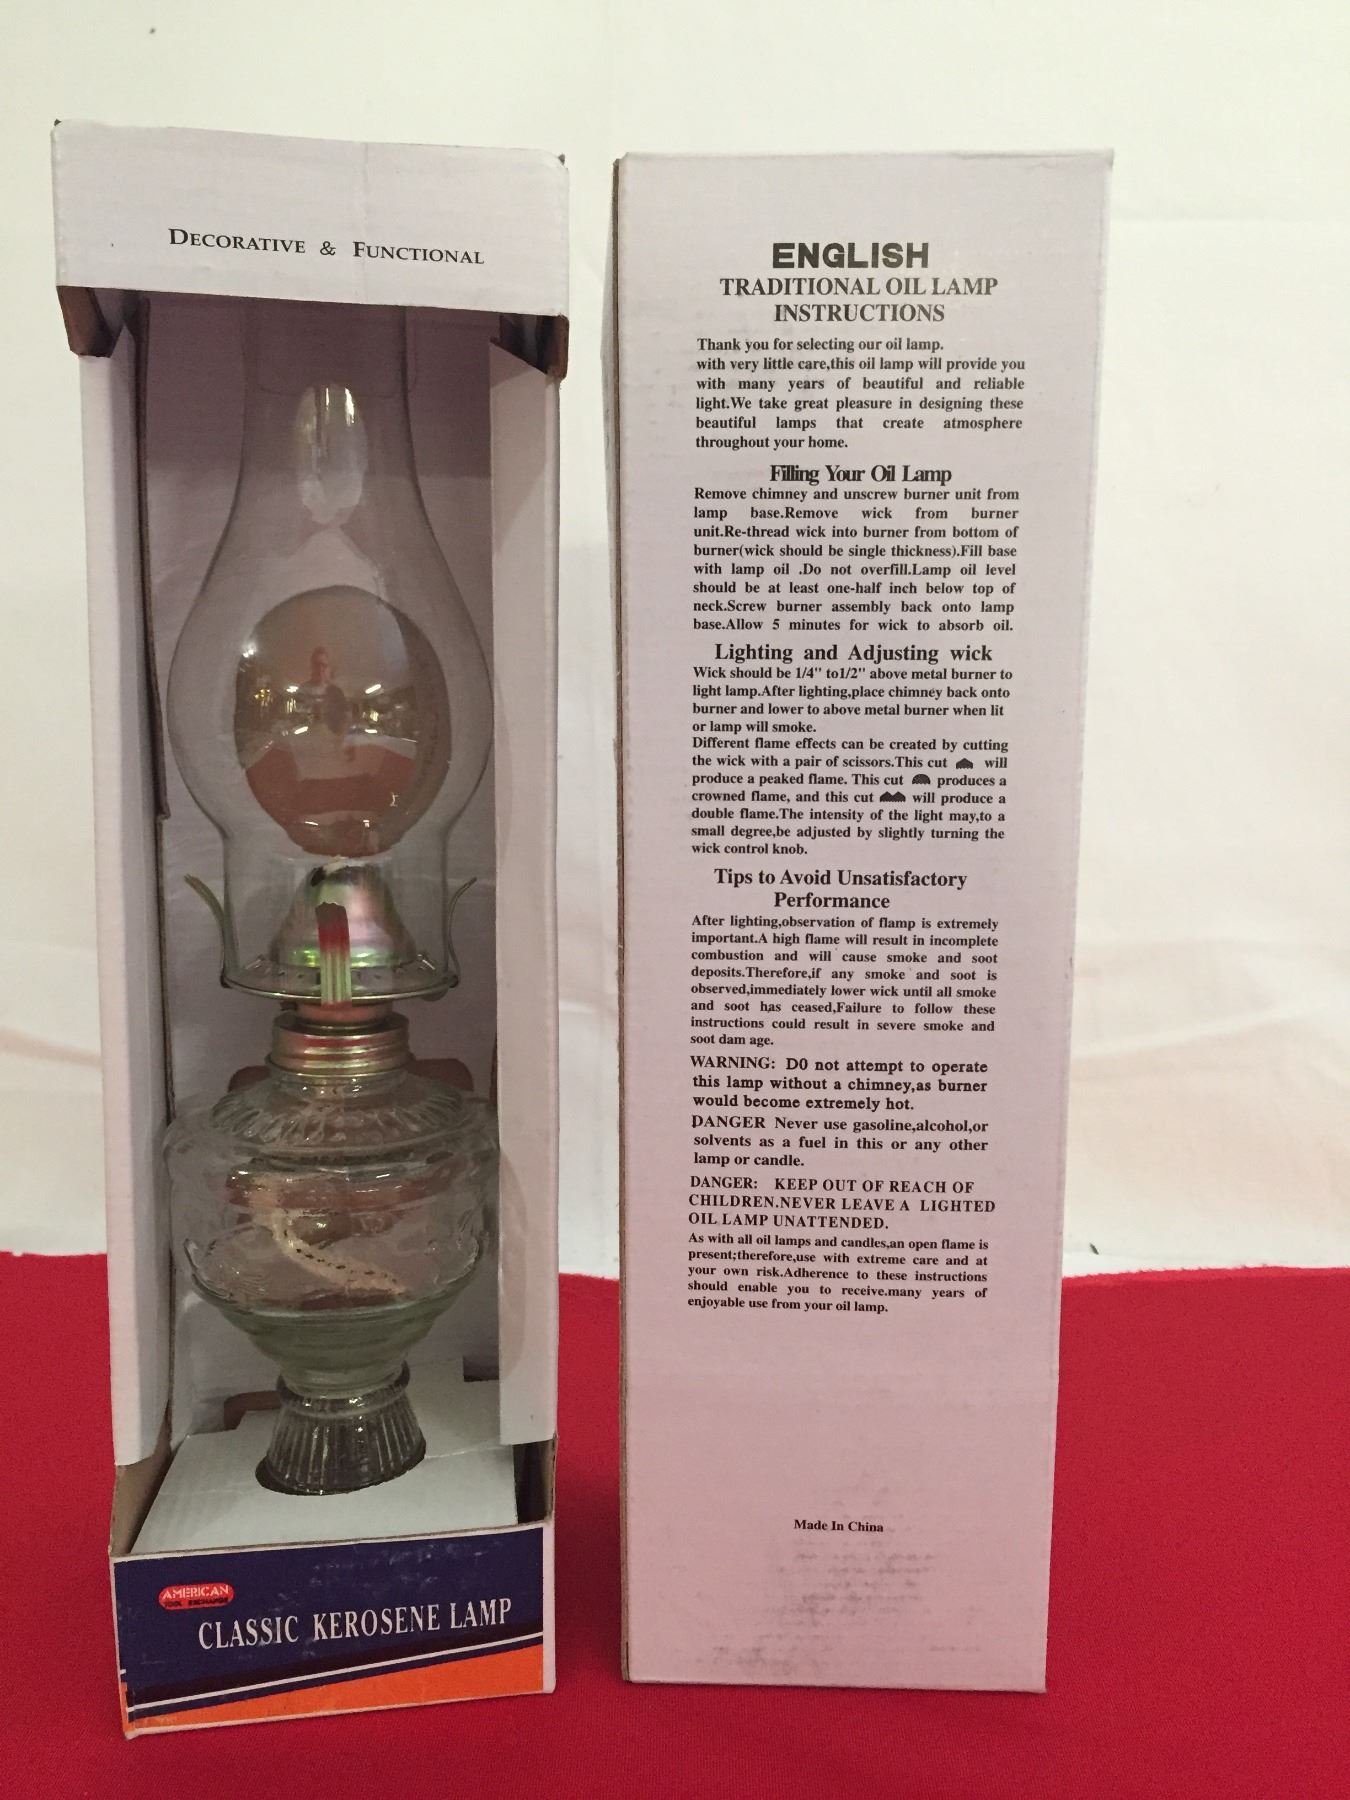 DECORATIVE & FUNCTIONAL
AMERICAN
TOOL EXCHANGE
CLASSIC KEROSENE LAMP
ENGLISH
TRADITIONAL OIL LAMP
INSTRUCTIONS
Thank you for selecting our oil lamp.
with very little care,this oil lamp will provide you
with many years of beautiful and reliable
light.We take great pleasure in designing these
beautiful lamps that create atmosphere
throughout your home.
Filling Your Oil Lamp
Remove chimney and unscrew burner unit from
lamp base.Remove wick from burner
unit.Re-thread wick into burner from bottom of
burner(wick should be single thickness).Fill base
with lamp oil .Do not overfill.Lamp oil level
should be at least one-half inch below top of
neck.Screw burner assembly back onto lamp
base.Allow 5 minutes for wick to absorb oil.
Lighting and Adjusting wick
Wick should be 1/4" to1/2" above metal burner to
light lamp.After lighting,place chimney back onto
burner and lower to above metal burner when lit
or lamp will smoke.
Different flame effects can be created by cutting
the wick with a pair of scissors.This cut will
produce a peaked flame. This cut produces a
crowned flame, and this cut will produce a
double flame.The intensity of the light may,to a
small degree,be adjusted by slightly turning the
wick control knob.
Tips to Avoid Unsatisfactory
Performance
After lighting,observation of flamp is extremely
important.A high flame will result in incomplete
combustion and will cause smoke and soot
deposits.Therefore,if any smoke and soot is
observed,immediately lower wick until all smoke
and soot has ceased,Failure to follow these
instructions could result in severe smoke and
soot dam age.
WARNING: DO not attempt to operate
this lamp without a chimney,as burner
would become extremely hot.
DANGER Never use gasoline,alcohol,or
solvents as a fuel in this or any other
lamp or candle.
DANGER: KEEP OUT OF REACH OF
CHILDREN.NEVER LEAVE A LIGHTED
OIL LAMP UNATTENDED.
As with all oil lamps and candles,an open flame is
present;therefore,use with extreme care and at
your own risk.Adherence to these instructions
should enable you to receive.many years of
enjoyable use from your oil lamp.
Made In China